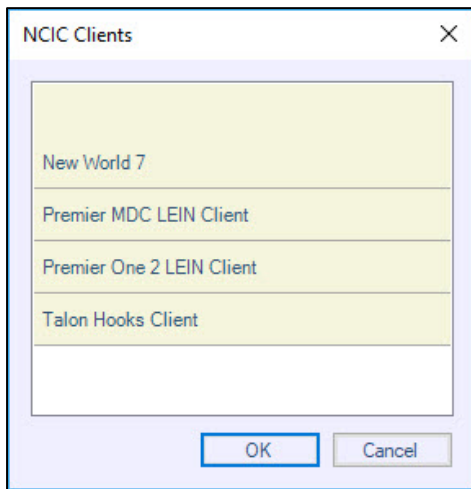 NCIC Clients
New World 7
Premier MDC LEIN Client
Premier One 2 LEIN Client
Talon Hooks Client
OK Cancel